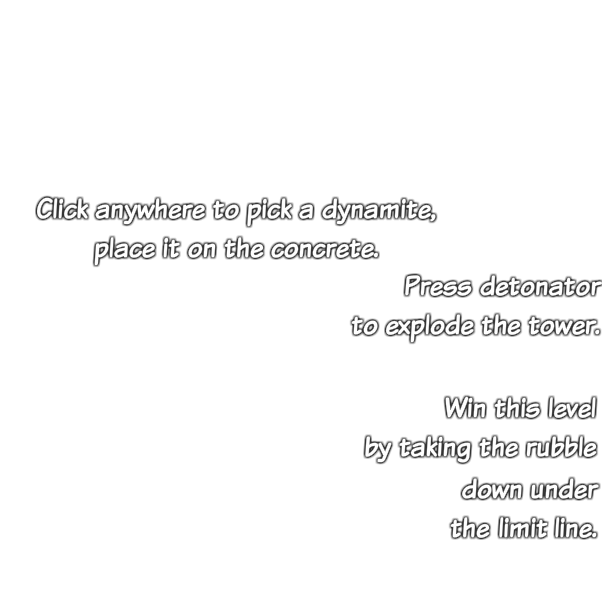 Click anywhere to pick a dynamite,
place it on the concrete.
Press detonator
to explode the tower.
Win this level
by taking the rubble
down under
the limit line.